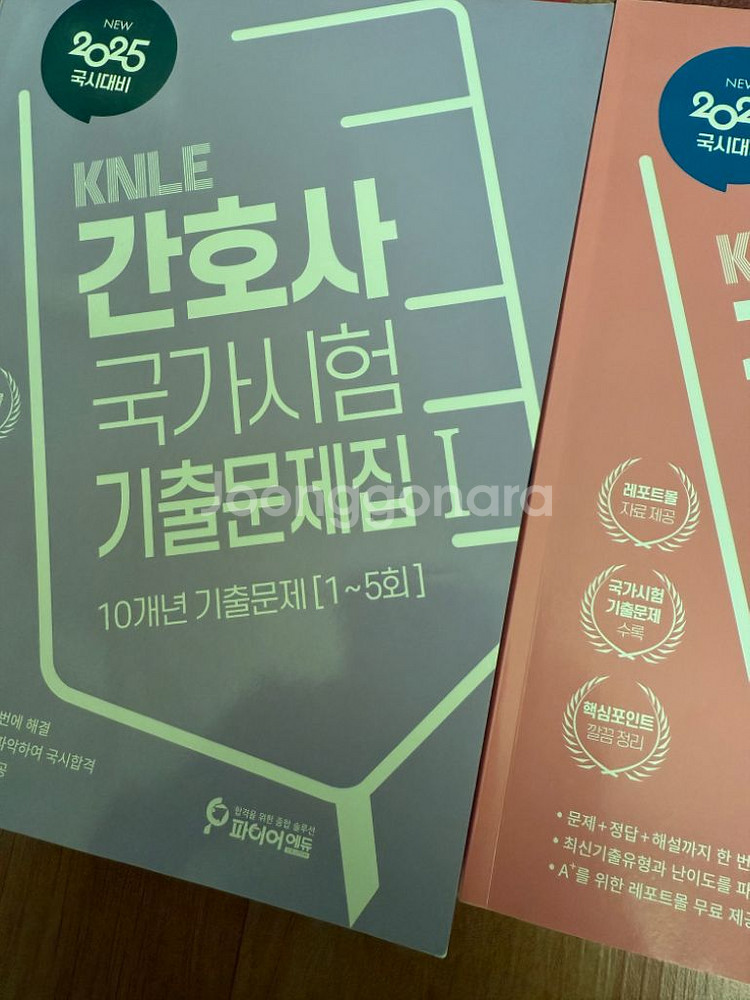 NEW
2025
국시대비
KNLE
간호사
국가시험
기출문제집 I
10개년 기출문제 [1~5회]
번에 해결
파악하여 국시합격
공
합격을 위한 종합 솔루션
파이어에듀
Joonggonara
NEW
국시대
레포트몰
자료 제공
국가시험
기출문제
수록
핵심포인트
깔끔 정리
• 문제+정답+해설까지 한 번
• 최신기출유형과 난이도를 파
• A+를 위한 레포트몰 무료 제공